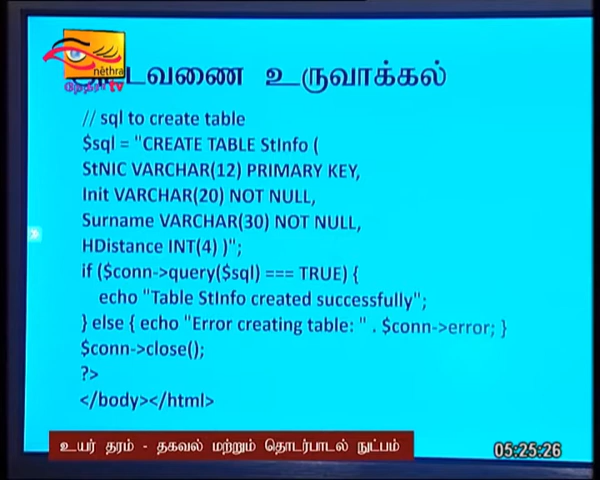 nethra
நேத்ரா tv
அட்டவணை உருவாக்கல்
// sql to create table
$sql = "CREATE TABLE StInfo (
StNIC VARCHAR(12) PRIMARY KEY,
Init VARCHAR(20) NOT NULL,
Surname VARCHAR(30) NOT NULL,
HDistance INT(4) )";
if ($conn->query($sql) === TRUE) {
echo "Table StInfo created successfully";
} else { echo "Error creating table: " . $conn->error; }
$conn->close();
?>
</body></html>
உயர் தரம் - தகவல் மற்றும் தொடர்பாடல் நுட்பம்
05:25:26